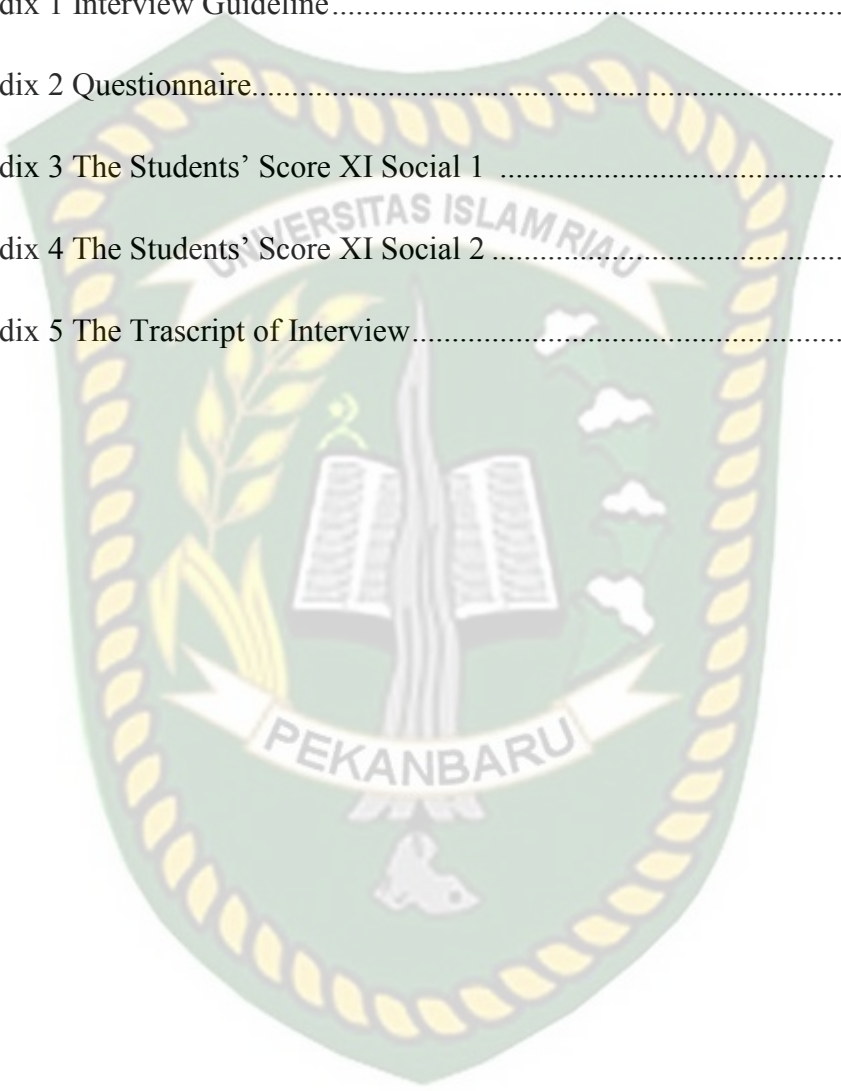 dix 1 Interview Guideline..........................................................................
dix 2 Questionnaire....................................................................................
dix 3 The Students’ Score XI Social 1 .................................................
UNIVERSITAS ISLAM RIAU
dix 4 The Students’ Score XI Social 2 ..................................................
dix 5 The Trascript of Interview..............................................................
PEKANBARU